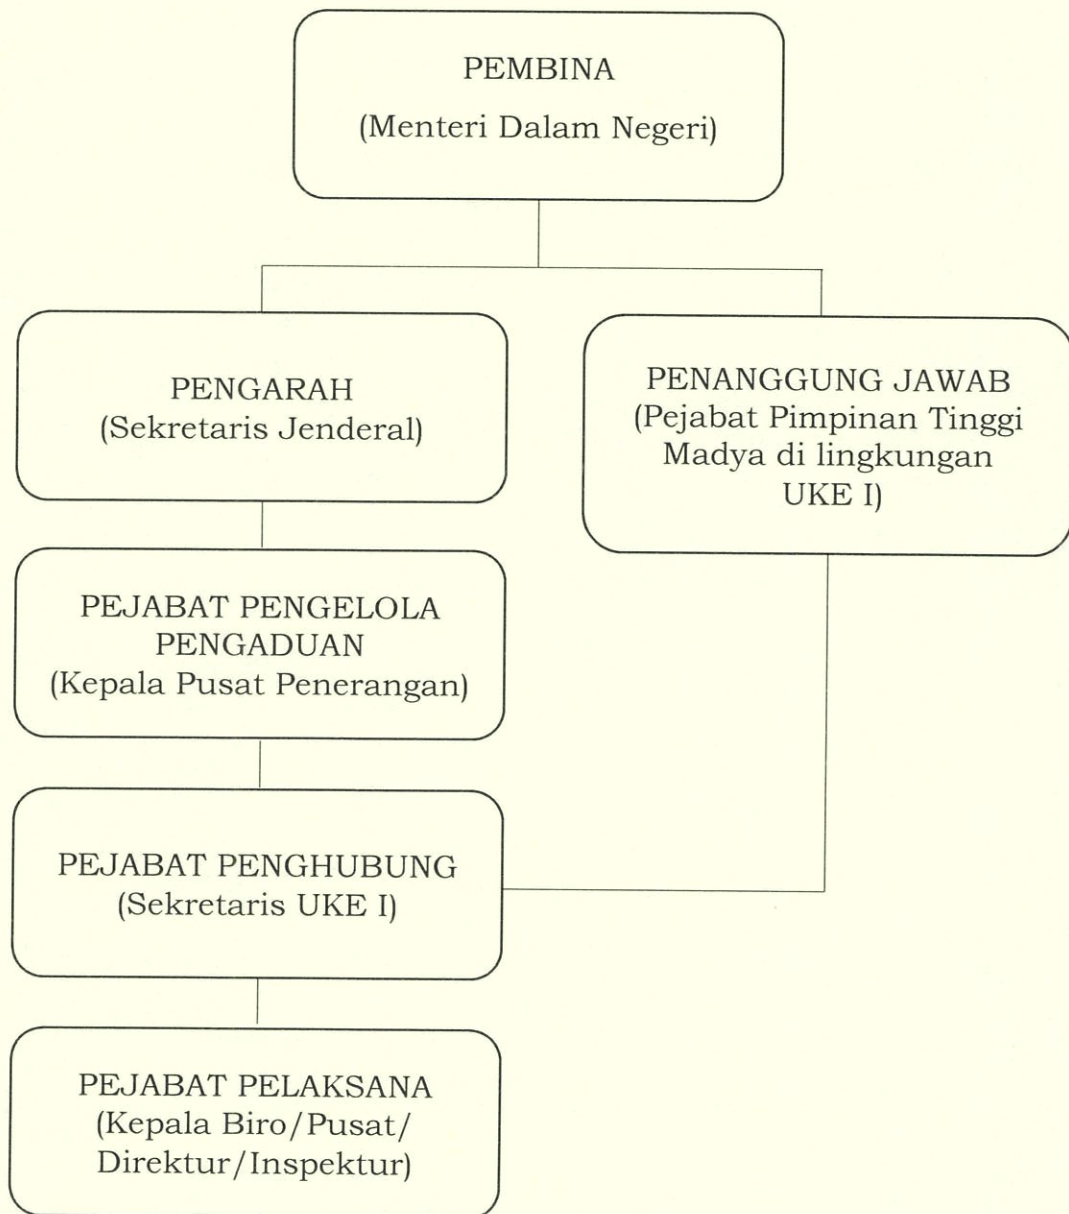 PEMBINA
(Menteri Dalam Negeri)
PENGARAH
(Sekretaris Jenderal)
PENANGGUNG JAWAB
(Pejabat Pimpinan Tinggi
Madya di lingkungan
UKE I)
PEJABAT PENGELOLA
PENGADUAN
(Kepala Pusat Penerangan)
PEJABAT PENGHUBUNG
(Sekretaris UKE I)
PEJABAT PELAKSANA
(Kepala Biro/Pusat/
Direktur/Inspektur)